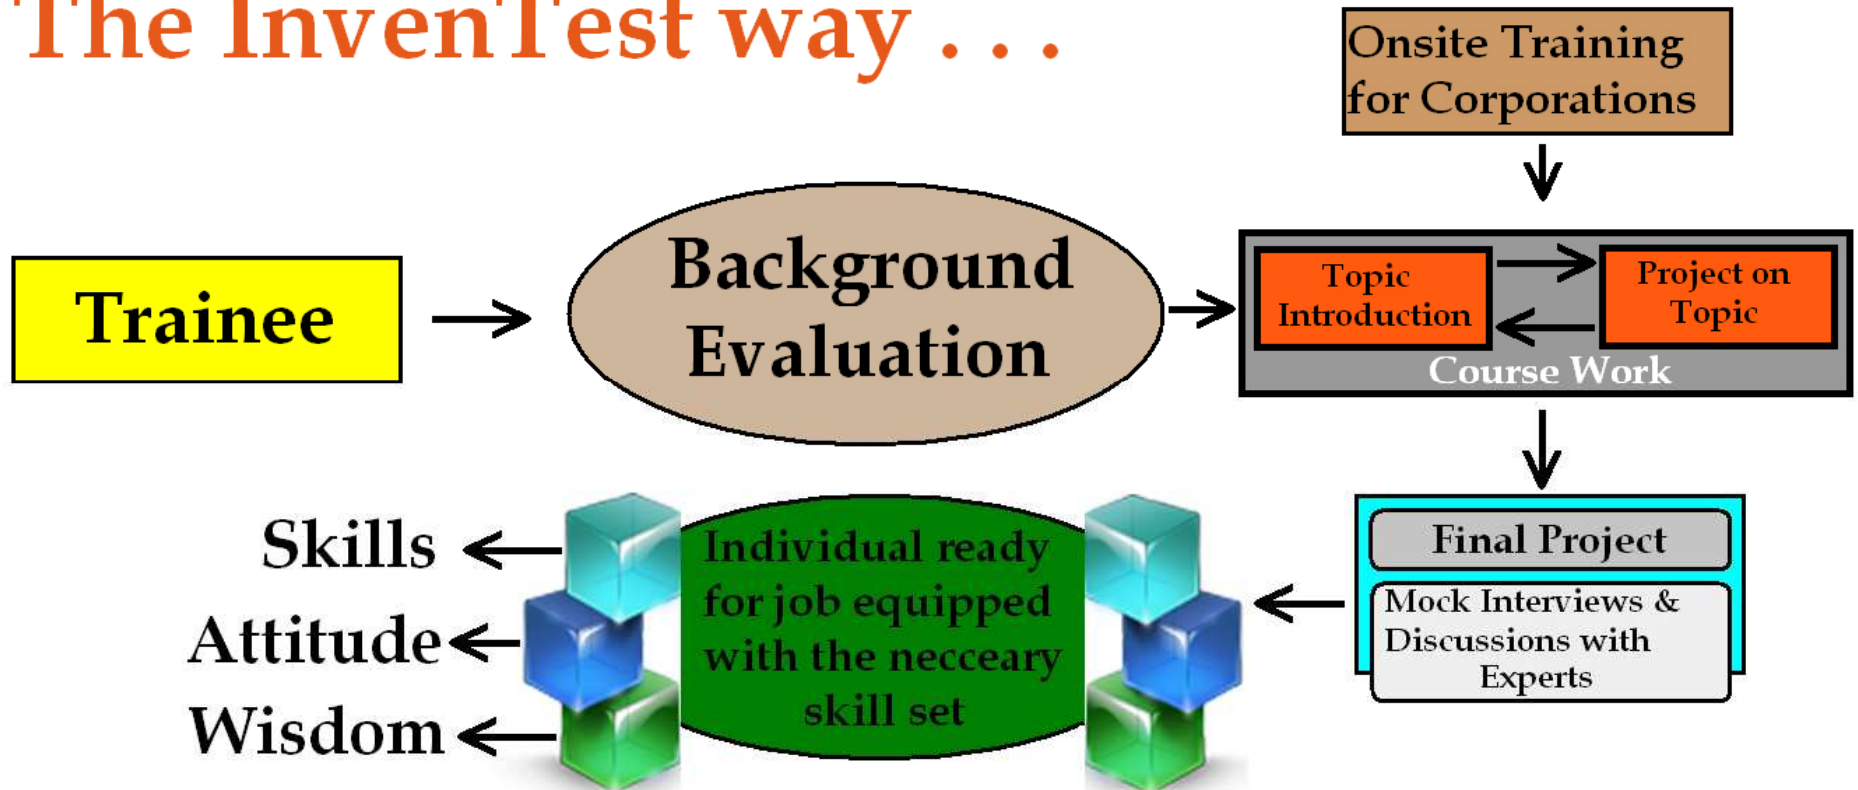 The InvenTest way . . .
Onsite Training
for Corporations
Trainee
Background
Evaluation
Topic
Introduction
Project on
Topic
Course Work
Final Project
Mock Interviews &
Discussions with
Experts
Individual ready
for job equipped
with the necceary
skill set
Skills
Attitude
Wisdom